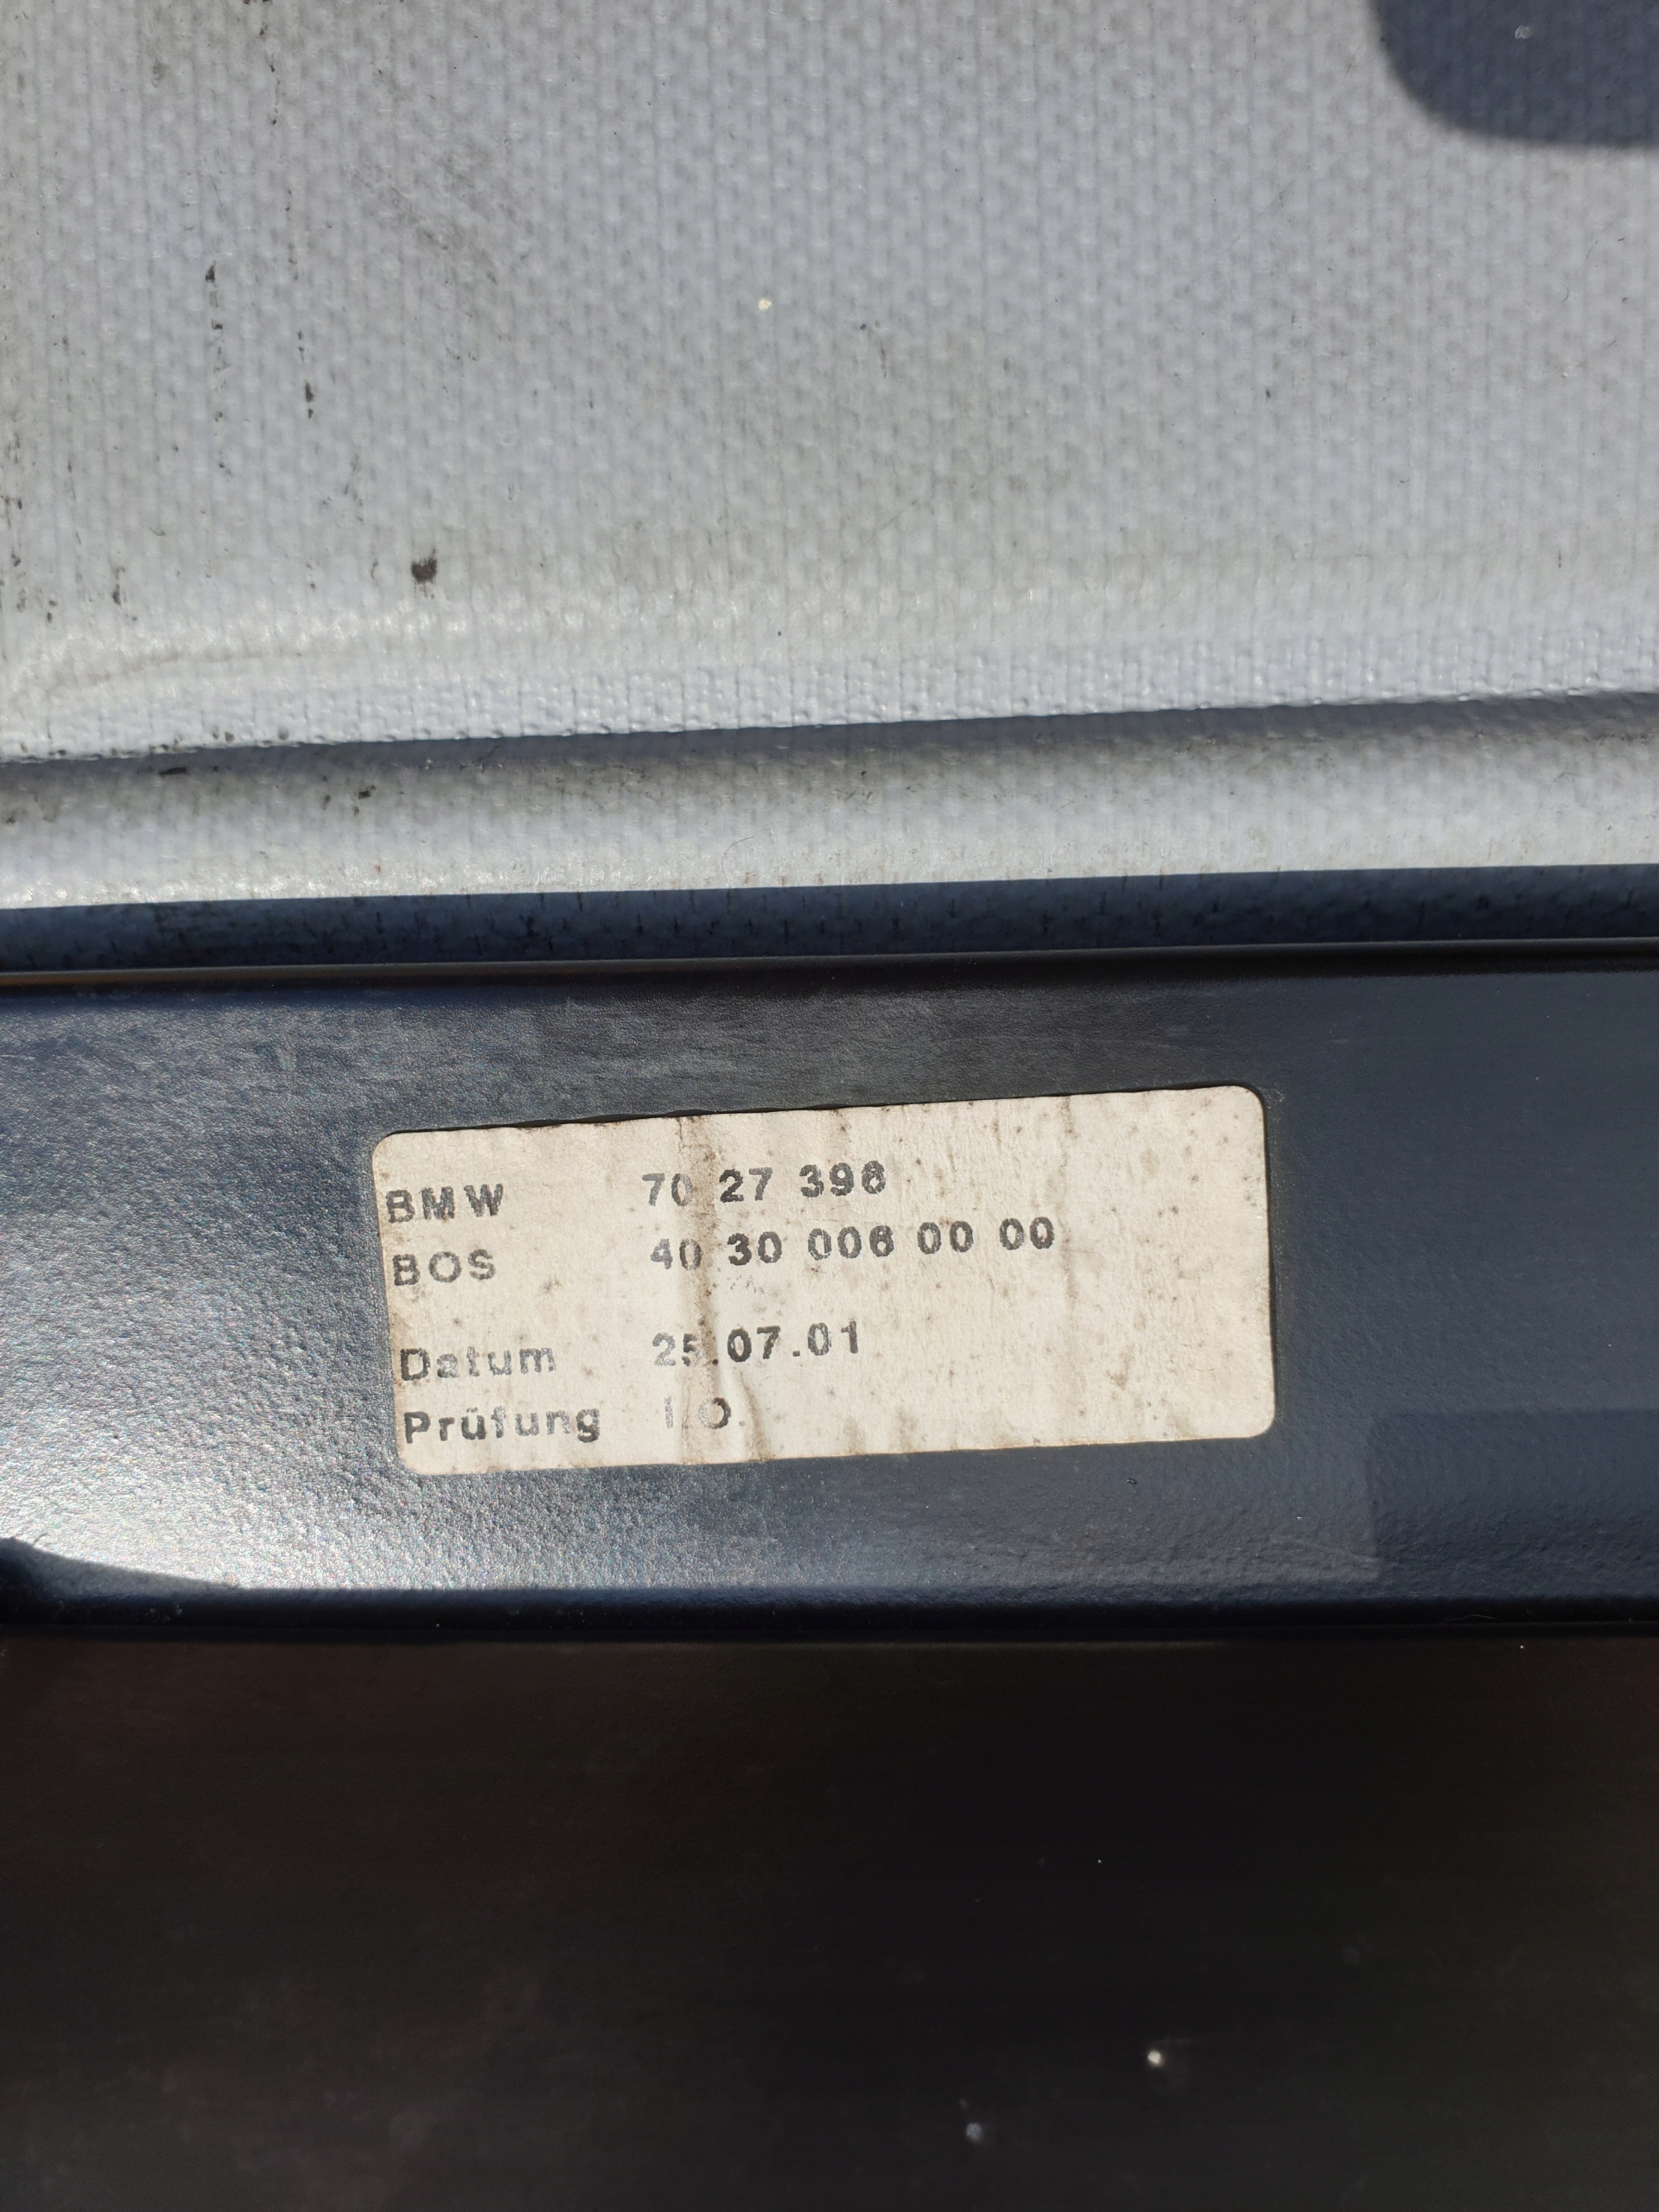 BMW 70 27 398
BOS 40 30 006 00 00
Datum 25.07.01
Prüfung I.O.